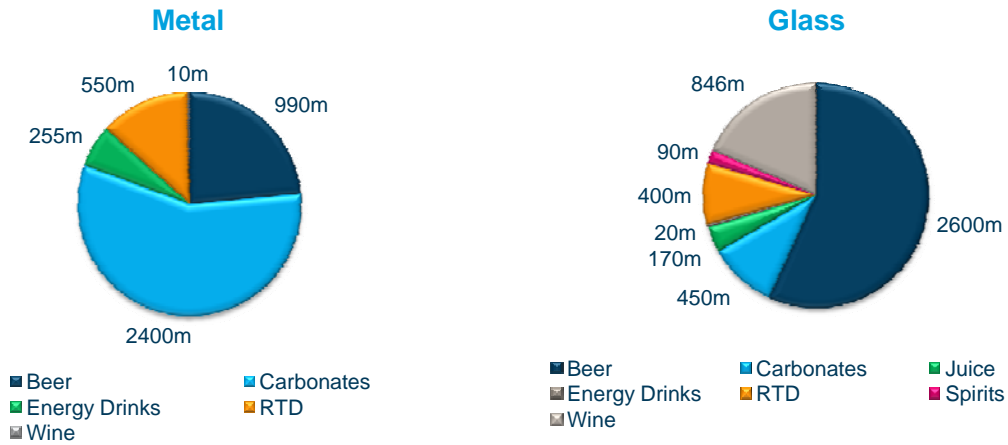 Metal
10m
550m
990m
255m
2400m
Beer Carbonates
Energy Drinks RTD
Wine
Glass
846m
90m
400m
20m
170m
450m
2600m
Beer Carbonates Juice
Energy Drinks RTD Spirits
Wine